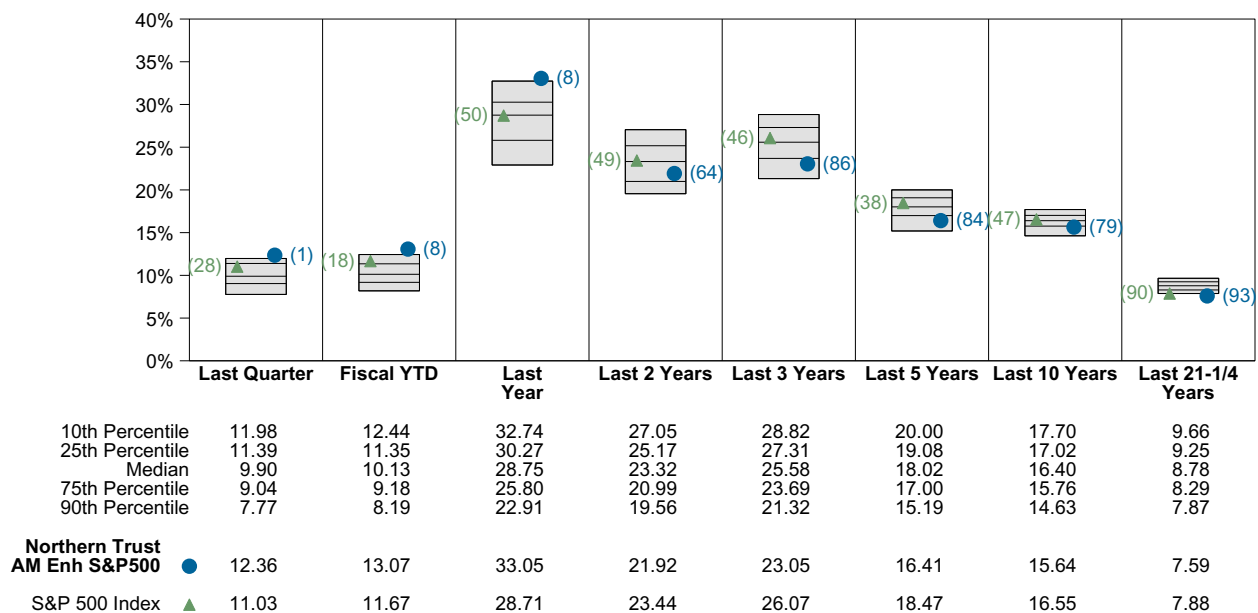 40%
35%
30%
25%
20%
15%
10%
5%
0%
(28) (1)
(18) (8)
(50) (8)
(49) (64)
(46) (86)
(38) (84)
(47) (79)
(90) (93)
Last Quarter Fiscal YTD Last Year Last 2 Years Last 3 Years Last 5 Years Last 10 Years Last 21-1/4 Years
10th Percentile 11.98 12.44 32.74 27.05 28.82 20.00 17.70 9.66
25th Percentile 11.39 11.35 30.27 25.17 27.31 19.08 17.02 9.25
Median 9.90 10.13 28.75 23.32 25.58 18.02 16.40 8.78
75th Percentile 9.04 9.18 25.80 20.99 23.69 17.00 15.76 8.29
90th Percentile 7.77 8.19 22.91 19.56 21.32 15.19 14.63 7.87
Northern Trust
AM Enh S&P500 12.36 13.07 33.05 21.92 23.05 16.41 15.64 7.59
S&P 500 Index 11.03 11.67 28.71 23.44 26.07 18.47 16.55 7.88